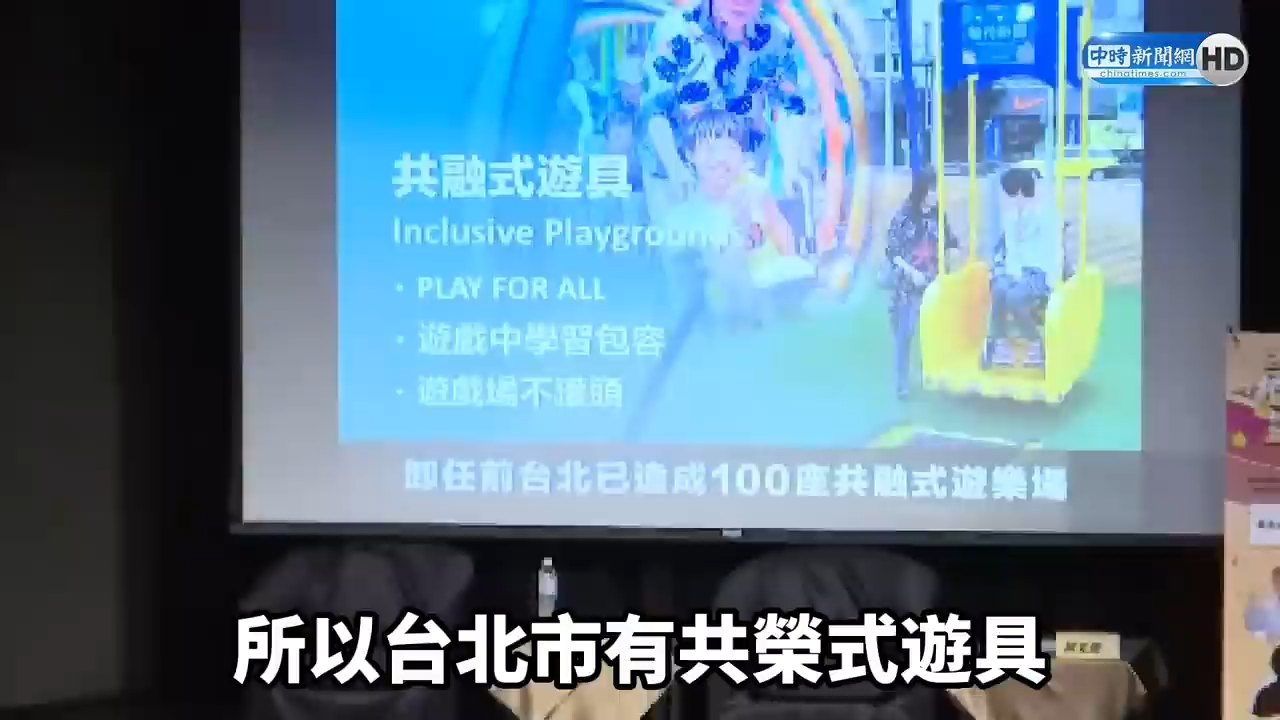 中時新聞網 HD
chinatimes.com
共融式遊具
Inclusive Playgrounds
· PLAY FOR ALL
· 遊戲中學習包容
· 遊戲場不罐頭
卸任前台北已造成100座共融式遊樂場
所以台北市有共榮式遊具